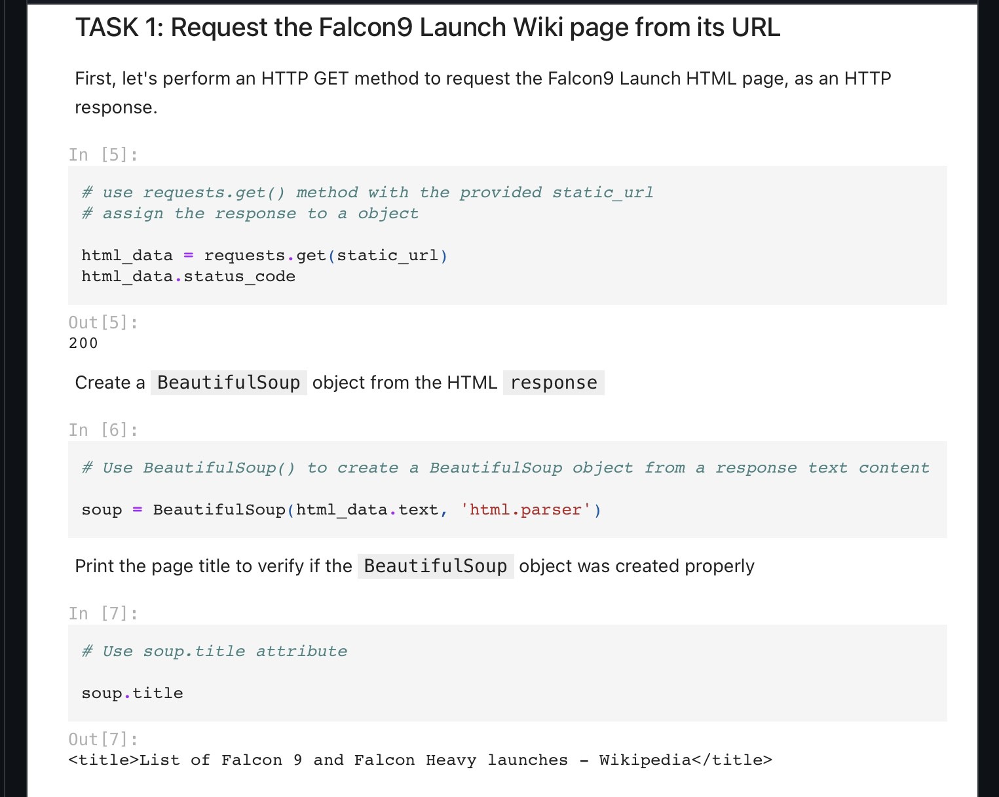 TASK 1: Request the Falcon9 Launch Wiki page from its URL
First, let's perform an HTTP GET method to request the Falcon9 Launch HTML page, as an HTTP
response.
In [5]:
# use requests.get() method with the provided static_url
# assign the response to a object
html_data = requests.get(static_url)
html_data.status_code
Out[5]:
200
Create a BeautifulSoup object from the HTML response
In [6]:
# Use BeautifulSoup() to create a BeautifulSoup object from a response text content
soup = BeautifulSoup(html_data.text, 'html.parser')
Print the page title to verify if the BeautifulSoup object was created properly
In [7]:
# Use soup.title attribute
soup.title
Out[7]:
<title>List of Falcon 9 and Falcon Heavy launches - Wikipedia</title>